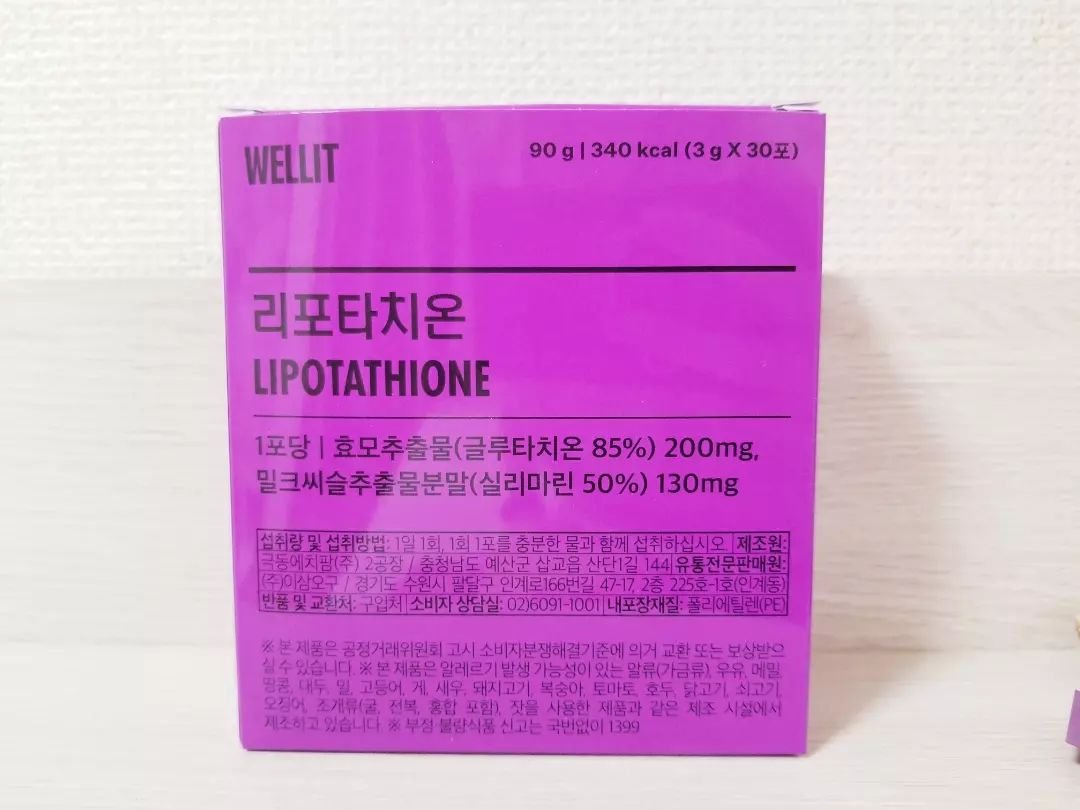 WELLIT
90 g | 340 kcal (3 g X 30포)
리포타치온
LIPOTATHIONE
1포당 | 효모추출물(글루타치온 85%) 200mg,
밀크씨슬추출물분말(실리마린 50%) 130mg
섭취량 및 섭취방법: 1일 1회, 1회 1포를 충분한 물과 함께 섭취하십시오. 제조원:
극동에치팜(주) 2공장 / 충청남도 예산군 삽교읍 산단1길 144 유통전문판매원:
(주)이삼오구 / 경기도 수원시 팔달구 인계로166번길 47-17, 2층 225호-1호(인계동)
반품 및 교환처: 구입처 소비자 상담실: 02)6091-1001 내포장재질: 폴리에틸렌(PE)
※ 본 제품은 공정거래위원회 고시 소비자분쟁해결기준에 의거 교환 또는 보상받으
실 수 있습니다. ※ 본 제품은 알레르기 발생 가능성이 있는 알류(가금류), 우유, 메밀,
땅콩, 대두, 밀, 고등어, 게, 새우, 돼지고기, 복숭아, 토마토, 호두, 닭고기, 쇠고기,
오징어, 조개류(굴, 전복, 홍합 포함), 잣을 사용한 제품과 같은 제조 시설에서
제조하고 있습니다. ※ 부정·불량식품 신고는 국번없이 1399